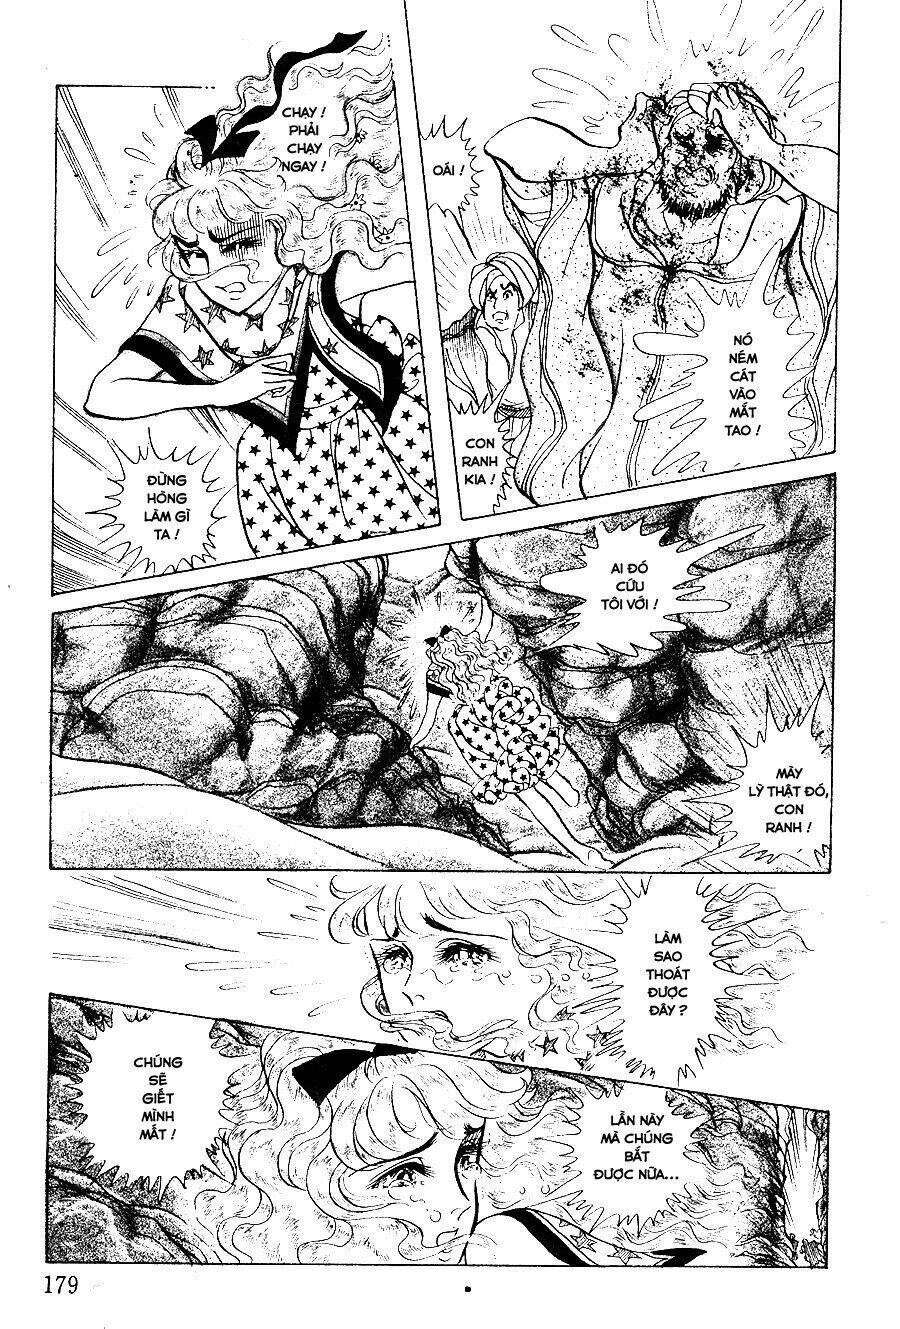 OÁI !
NÓ
NÉM
CÁT
VÀO
MẮT
TAO !
CON
RANH
KIA !
CHẠY !
PHẢI
CHẠY
NGAY !
ĐỪNG
HÒNG
LÀM GÌ
TA !
AI ĐÓ
CỨU
TÔI VỚI !
MÀY
LỲ THẬT ĐÓ,
CON
RANH !
LÀM
SAO
THOÁT
ĐƯỢC
ĐÂY ?
CHÚNG
SẼ
GIẾT
MÌNH
MẤT !
LẦN NÀY
MÀ CHÚNG
BẮT
ĐƯỢC NỮA...
179